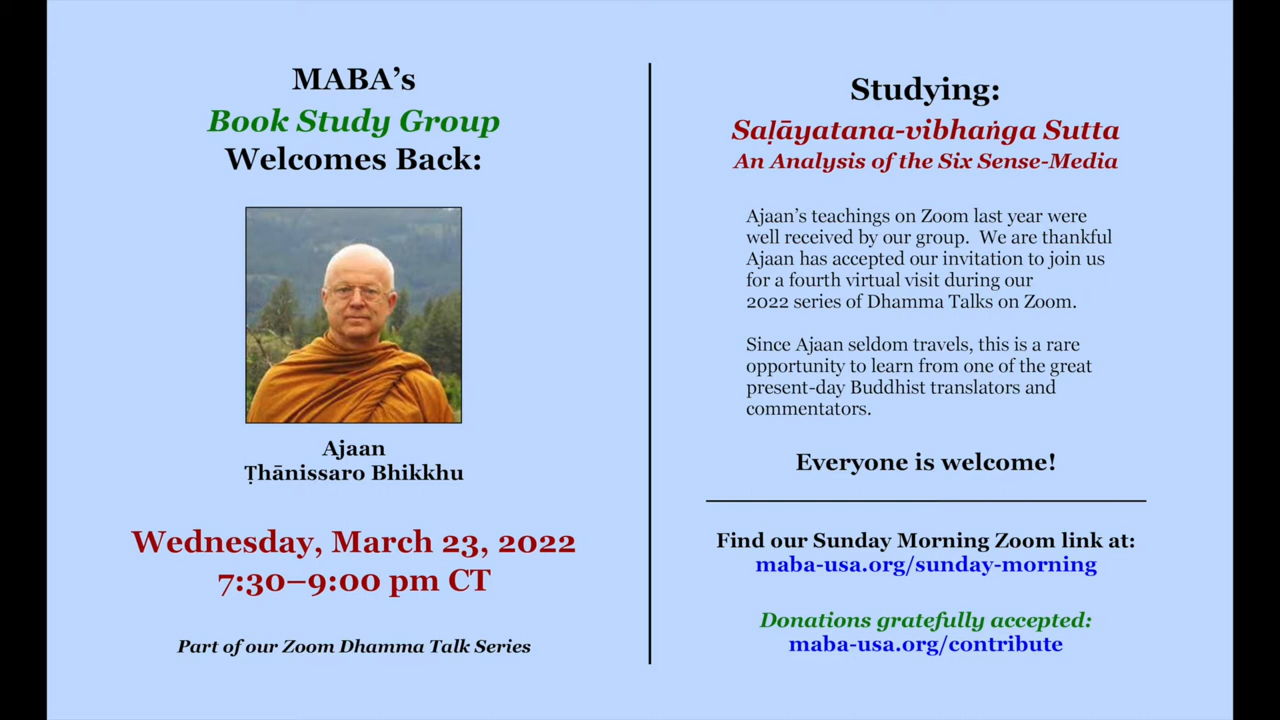 MABA’s
Book Study Group
Welcomes Back:
Ajaan
Ṭhānissaro Bhikkhu
Wednesday, March 23, 2022
7:30–9:00 pm CT
Part of our Zoom Dhamma Talk Series
Studying:
Saḷāyatana-vibhaṅga Sutta
An Analysis of the Six Sense-Media
Ajaan’s teachings on Zoom last year were
well received by our group.  We are thankful
Ajaan has accepted our invitation to join us
for a fourth virtual visit during our
2022 series of Dhamma Talks on Zoom.
Since Ajaan seldom travels, this is a rare
opportunity to learn from one of the great
present-day Buddhist translators and
commentators.
Everyone is welcome!
Find our Sunday Morning Zoom link at:
maba-usa.org/sunday-morning
Donations gratefully accepted:
maba-usa.org/contribute